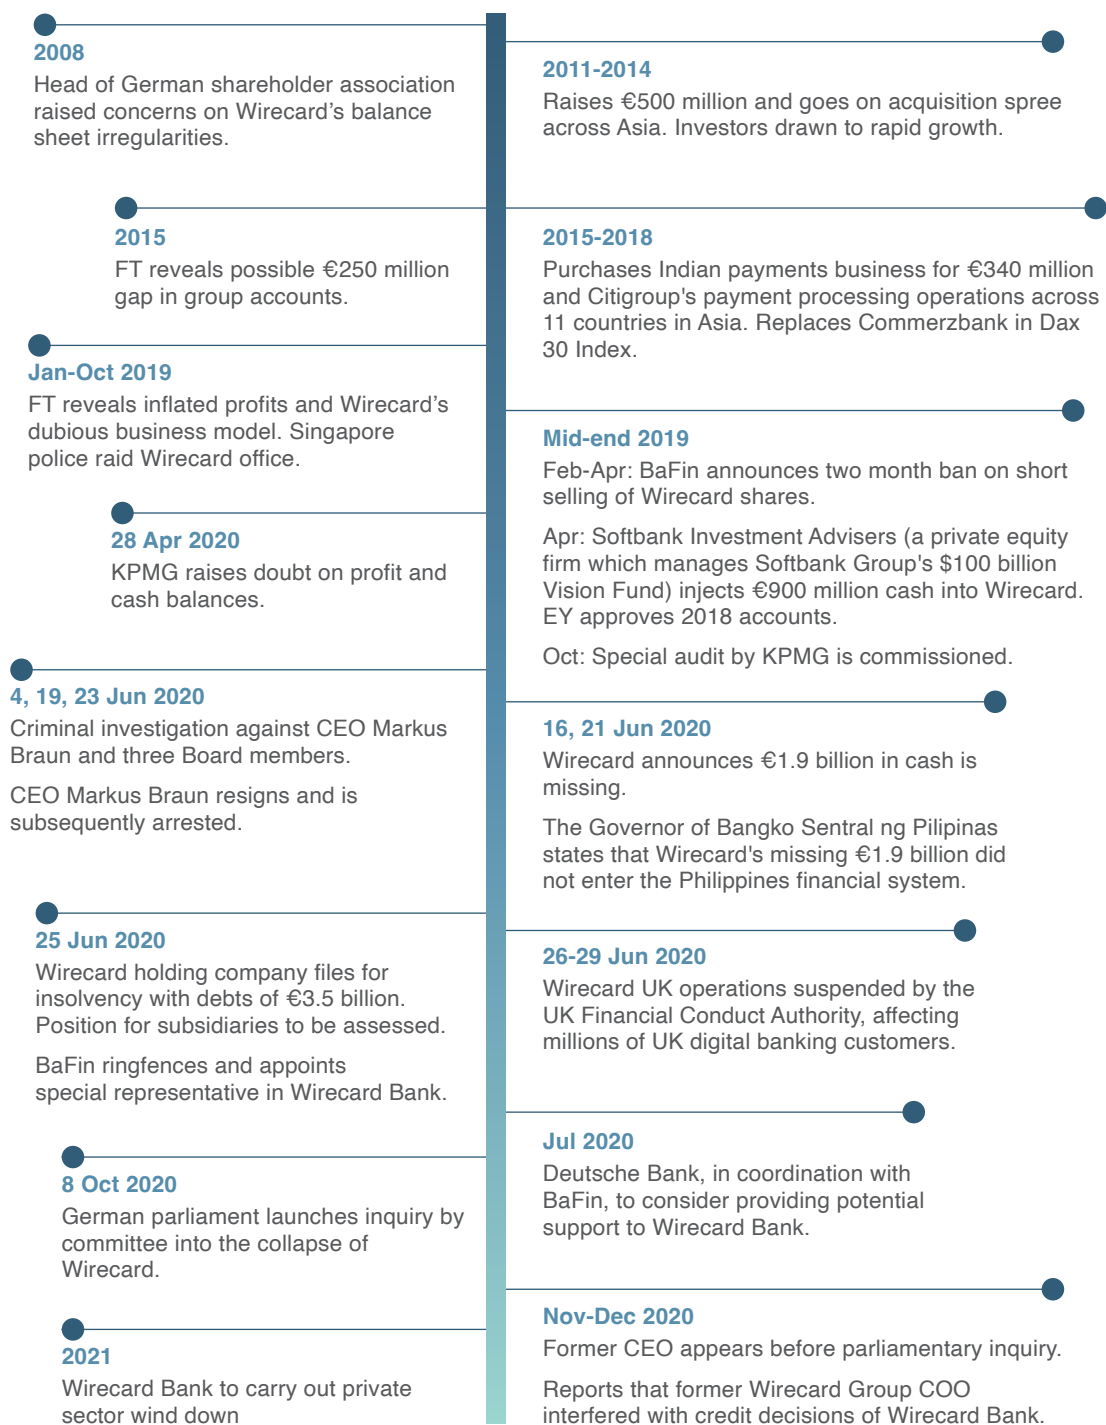 2008
Head of German shareholder association
raised concerns on Wirecard's balance
sheet irregularities.
2011-2014
Raises €500 million and goes on acquisition spree
across Asia. Investors drawn to rapid growth.
2015
FT reveals possible €250 million
gap in group accounts.
2015-2018
Purchases Indian payments business for €340 million
and Citigroup's payment processing operations across
11 countries in Asia. Replaces Commerzbank in Dax
30 Index.
Jan-Oct 2019
FT reveals inflated profits and Wirecard's
dubious business model. Singapore
police raid Wirecard office.
Mid-end 2019
Feb-Apr: BaFin announces two month ban on short
selling of Wirecard shares.
Apr: Softbank Investment Advisers (a private equity
firm which manages Softbank Group's $100 billion
Vision Fund) injects €900 million cash into Wirecard.
EY approves 2018 accounts.
Oct: Special audit by KPMG is commissioned.
28 Apr 2020
KPMG raises doubt on profit and
cash balances.
4, 19, 23 Jun 2020
Criminal investigation against CEO Markus
Braun and three Board members.
CEO Markus Braun resigns and is
subsequently arrested.
16, 21 Jun 2020
Wirecard announces €1.9 billion in cash is
missing.
The Governor of Bangko Sentral ng Pilipinas
states that Wirecard's missing €1.9 billion did
not enter the Philippines financial system.
25 Jun 2020
Wirecard holding company files for
insolvency with debts of €3.5 billion.
Position for subsidiaries to be assessed.
BaFin ringfences and appoints
special representative in Wirecard Bank.
26-29 Jun 2020
Wirecard UK operations suspended by the
UK Financial Conduct Authority, affecting
millions of UK digital banking customers.
Jul 2020
Deutsche Bank, in coordination with
BaFin, to consider providing potential
support to Wirecard Bank.
8 Oct 2020
German parliament launches inquiry by
committee into the collapse of
Wirecard.
Nov-Dec 2020
Former CEO appears before parliamentary inquiry.
Reports that former Wirecard Group COO
interfered with credit decisions of Wirecard Bank.
2021
Wirecard Bank to carry out private
sector wind down